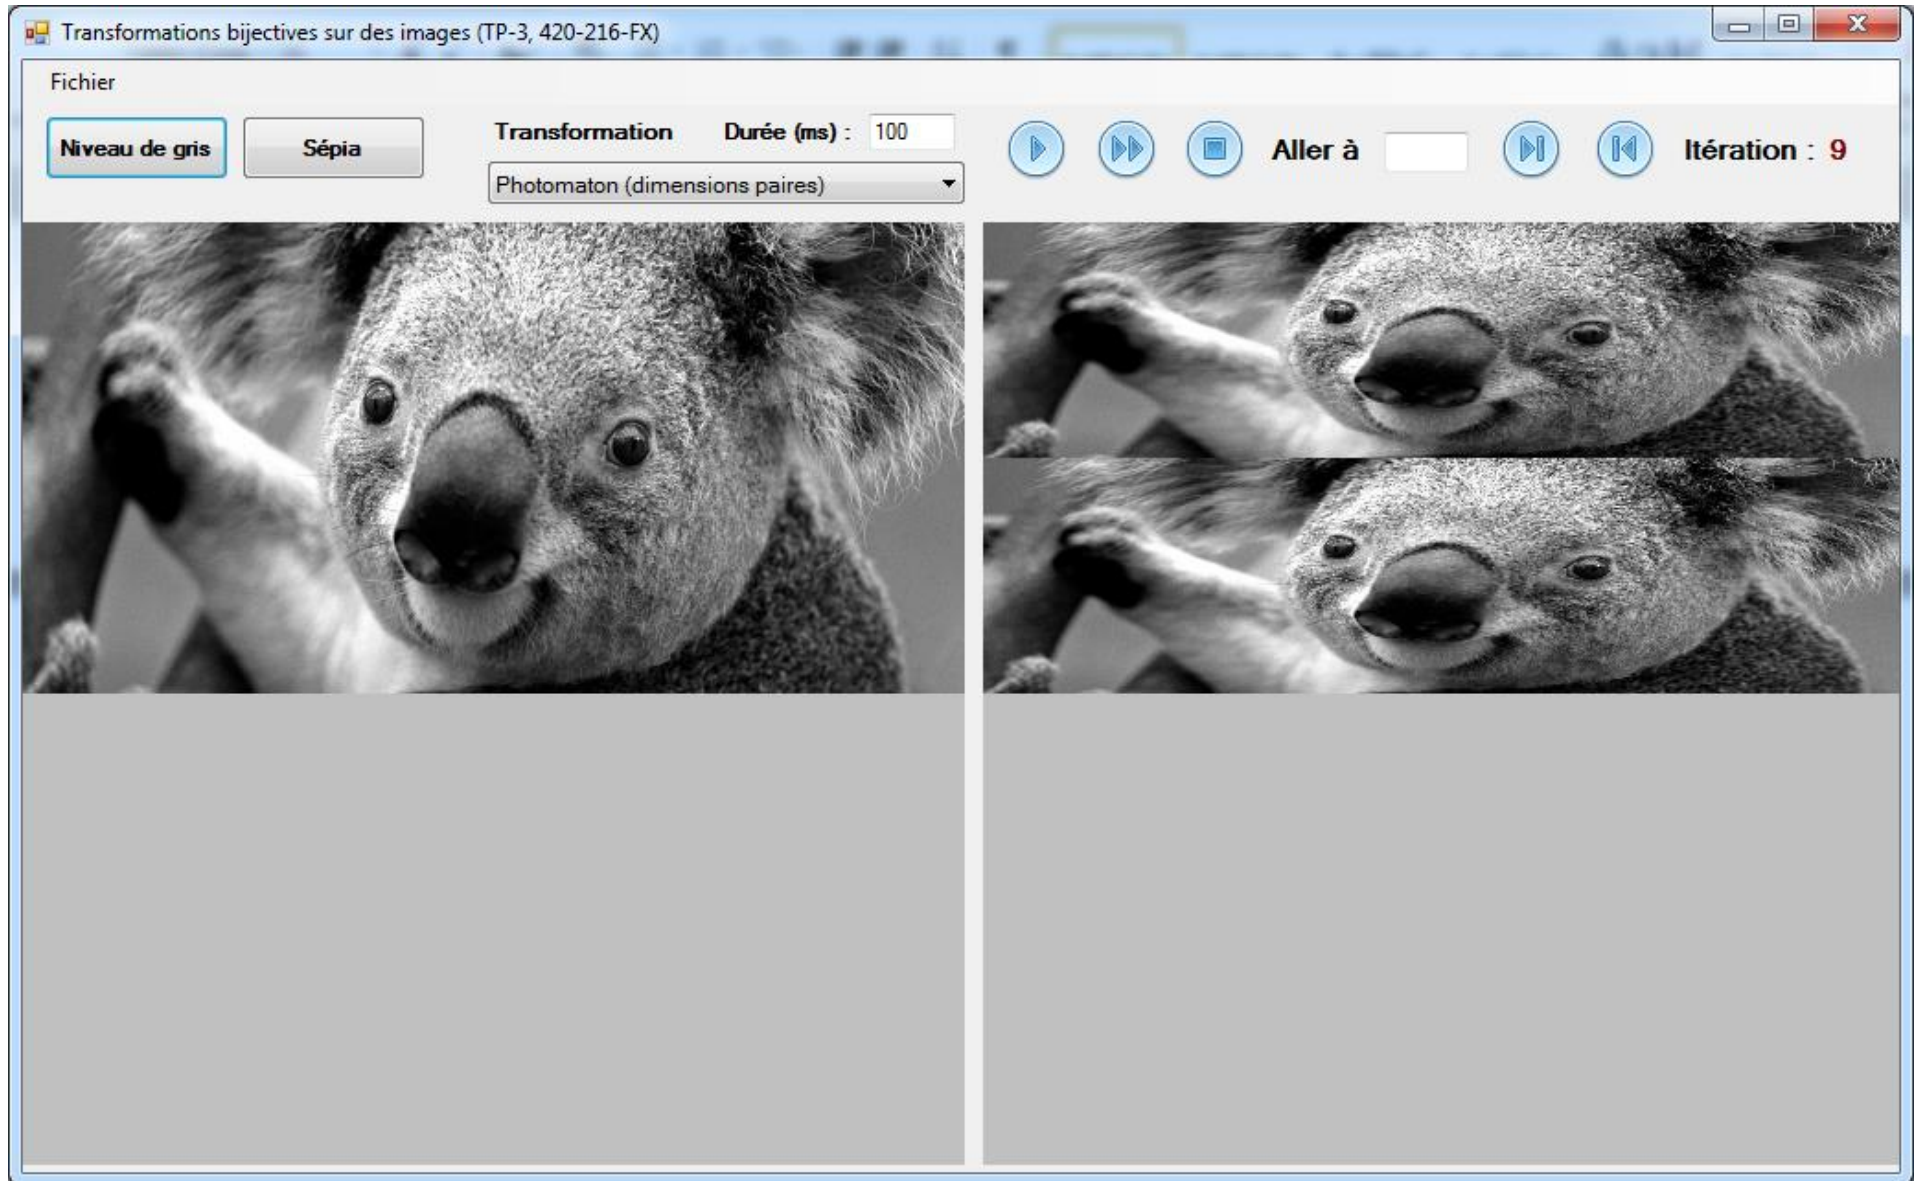 Transformations bijectives sur des images (TP-3, 420-216-FX)
Fichier
Niveau de gris
Sépia
Transformation
Durée (ms) :
100
Photomaton (dimensions paires)
Aller à
Itération : 9